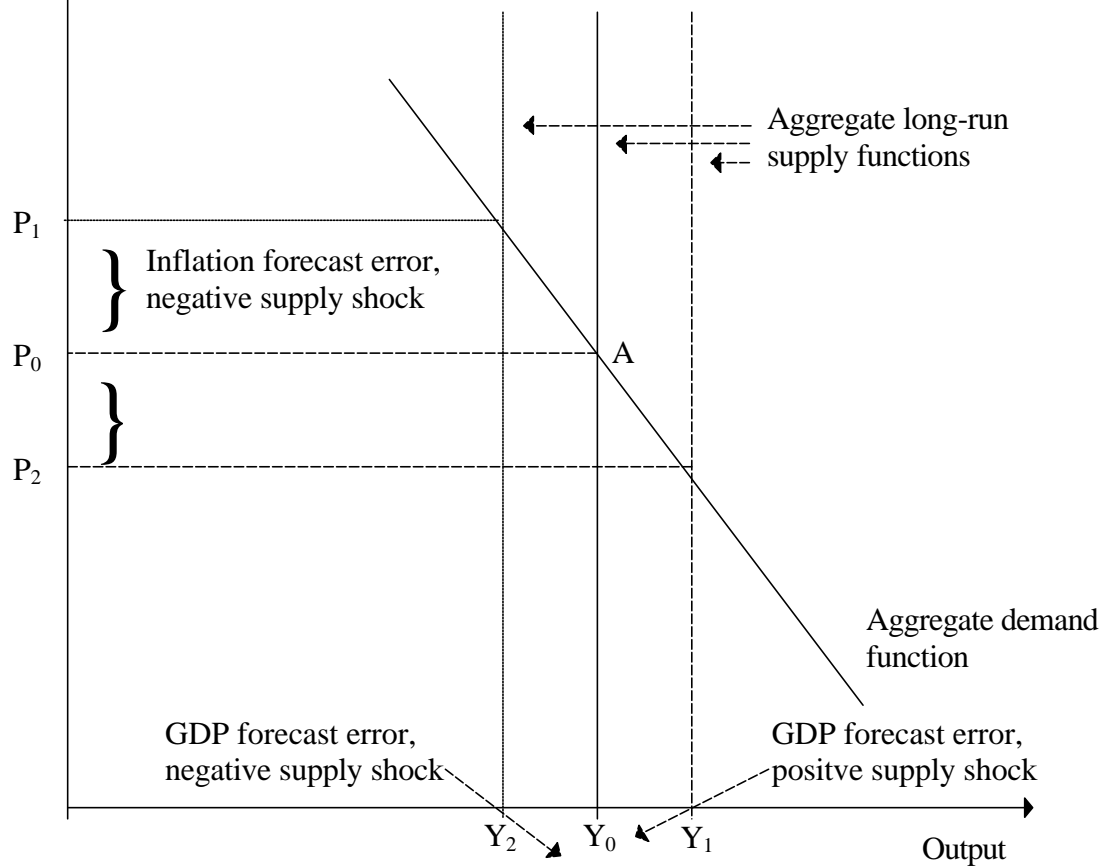 Aggregate long-run
supply functions
P1
Inflation forecast error,
negative supply shock
P0
A
P2
Aggregate demand
function
GDP forecast error,
negative supply shock
GDP forecast error,
positve supply shock
Y2
Y0
Y1
Output